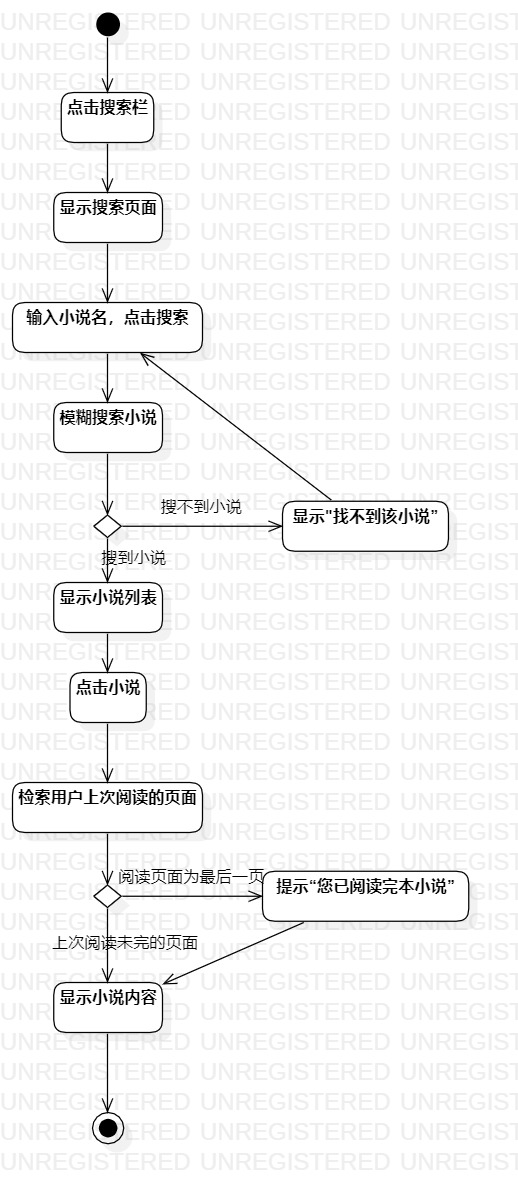 点击搜索栏
显示搜索页面
输入小说名，点击搜索
模糊搜索小说
搜不到小说
显示"找不到该小说”
搜到小说
显示小说列表
点击小说
检索用户上次阅读的页面
阅读页面为最后一页
提示“您已阅读完本小说”
上次阅读未完的页面
显示小说内容
UNREGISTERED